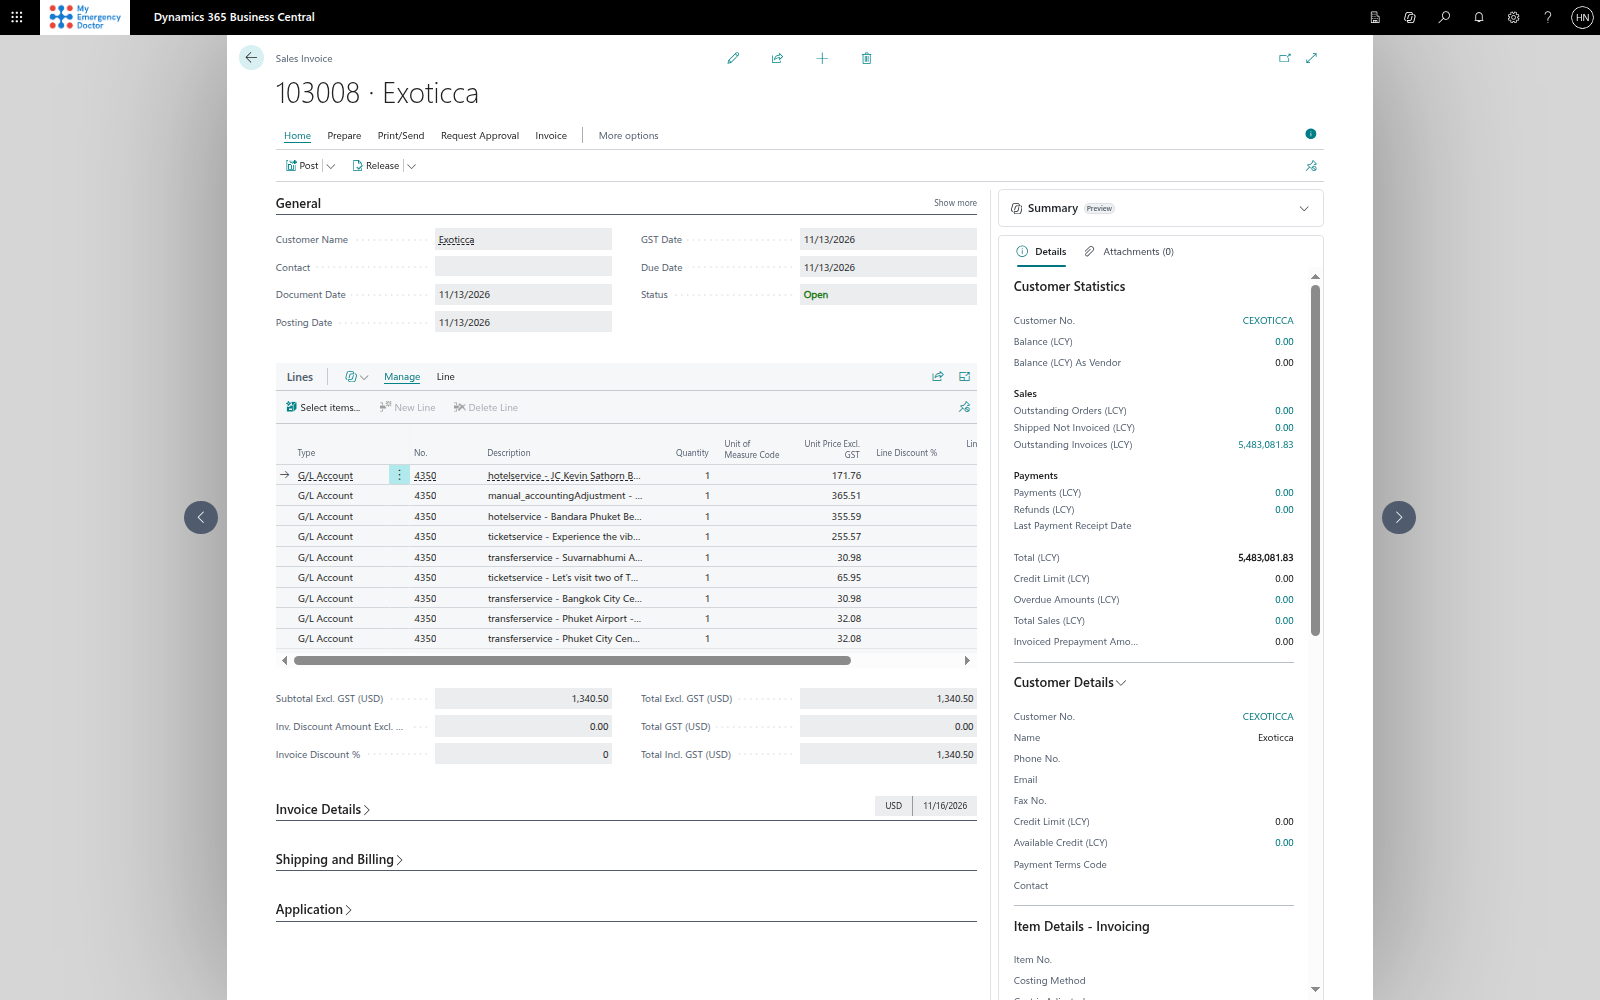 My
Emergency
Doctor
Dynamics 365 Business Central
HN
Sales Invoice
103008 · Exoticca
Home
Prepare
Print/Send
Request Approval
Invoice
More options
Post
Release
General
Show more
Customer Name
Exoticca
GST Date
11/13/2026
Contact
Due Date
11/13/2026
Document Date
11/13/2026
Status
Open
Posting Date
11/13/2026
Lines
Manage
Line
Select items...
New Line
Delete Line
Type
No.
Description
Quantity
Unit of Measure Code
Unit Price Excl. GST
Line Discount %
Lin
G/L Account 4350 hotelservice - JC Kevin Sathorn B... 1 171.76
G/L Account 4350 manual_accountingAdjustment - ... 1 365.51
G/L Account 4350 hotelservice - Bandara Phuket Be... 1 355.59
G/L Account 4350 ticketservice - Experience the vib... 1 255.57
G/L Account 4350 transferservice - Suvarnabhumi A... 1 30.98
G/L Account 4350 ticketservice - Let's visit two of T... 1 65.95
G/L Account 4350 transferservice - Bangkok City Ce... 1 30.98
G/L Account 4350 transferservice - Phuket Airport -... 1 32.08
G/L Account 4350 transferservice - Phuket City Cen... 1 32.08
Subtotal Excl. GST (USD) 1,340.50
Total Excl. GST (USD) 1,340.50
Inv. Discount Amount Excl. ... 0.00
Total GST (USD) 0.00
Invoice Discount % 0
Total Incl. GST (USD) 1,340.50
Invoice Details
USD
11/16/2026
Shipping and Billing
Application
Summary
Preview
Details
Attachments (0)
Customer Statistics
Customer No. CEXOTICCA
Balance (LCY) 0.00
Balance (LCY) As Vendor 0.00
Sales
Outstanding Orders (LCY) 0.00
Shipped Not Invoiced (LCY) 0.00
Outstanding Invoices (LCY) 5,483,081.83
Payments
Payments (LCY) 0.00
Refunds (LCY) 0.00
Last Payment Receipt Date
Total (LCY) 5,483,081.83
Credit Limit (LCY) 0.00
Overdue Amounts (LCY) 0.00
Total Sales (LCY) 0.00
Invoiced Prepayment Amo... 0.00
Customer Details
Customer No. CEXOTICCA
Name Exoticca
Phone No.
Email
Fax No.
Credit Limit (LCY) 0.00
Available Credit (LCY) 0.00
Payment Terms Code
Contact
Item Details - Invoicing
Item No.
Costing Method